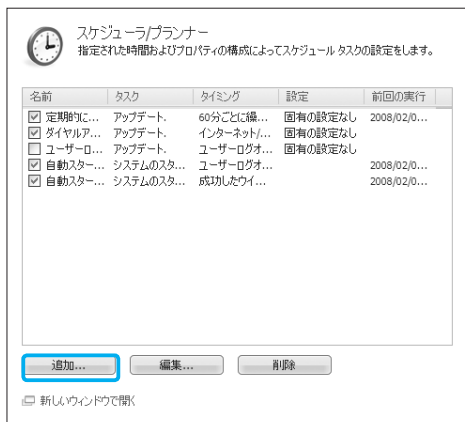 スケジューラ/プランナー
指定された時間およびプロパティの構成によってスケジュール タスクの設定をします。
名前 タスク タイミング 設定 前回の実行
定期的に... アップデート. 60分ごとに繰... 固有の設定なし 2008/02/0...
ダイヤルア... アップデート. インターネット/... 固有の設定なし
ユーザーロ... アップデート. ユーザーログオ... 固有の設定なし
自動スター... システムのスタ... ユーザーログオ... 2008/02/0...
自動スター... システムのスタ... 成功したウイ... 2008/02/0...
追加... 編集... 削除
新しいウィンドウで開く